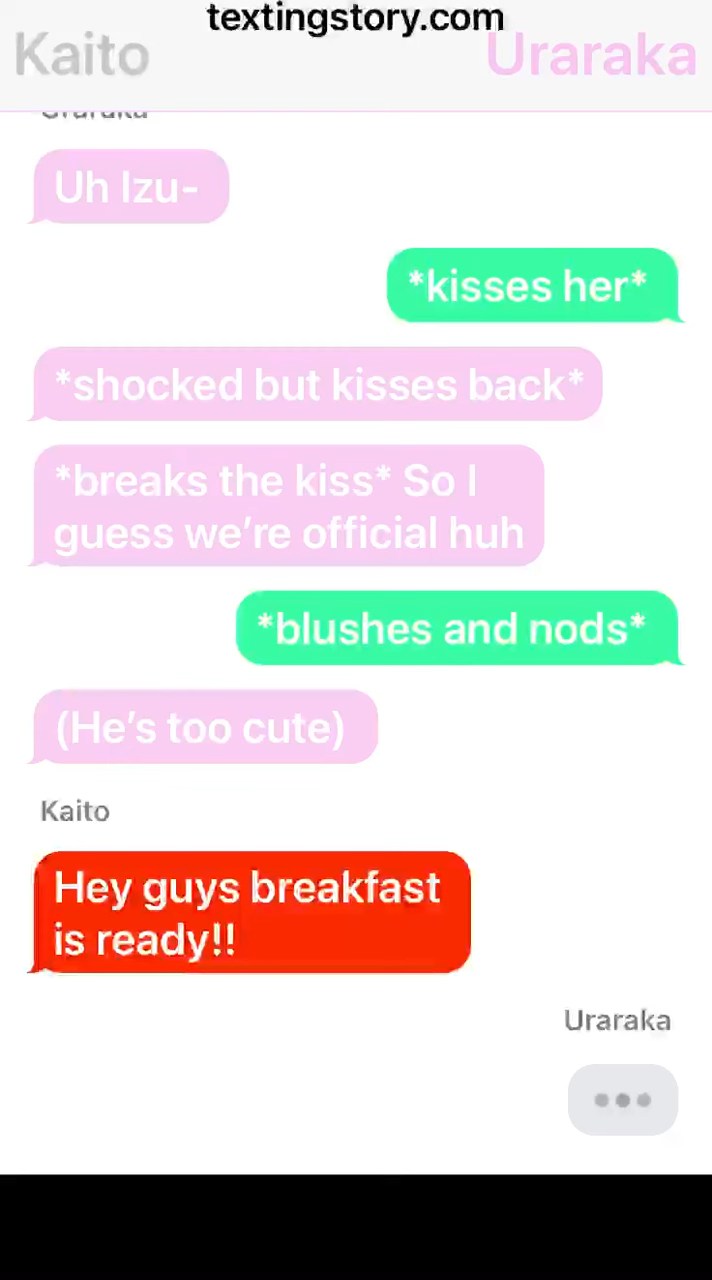 textingstory.com
Kaito
Uraraka
Uraraka
Uh Izu-
*kisses her*
*shocked but kisses back*
*breaks the kiss* So I
guess we’re official huh
*blushes and nods*
(He’s too cute)
Kaito
Hey guys breakfast
is ready!!
Uraraka